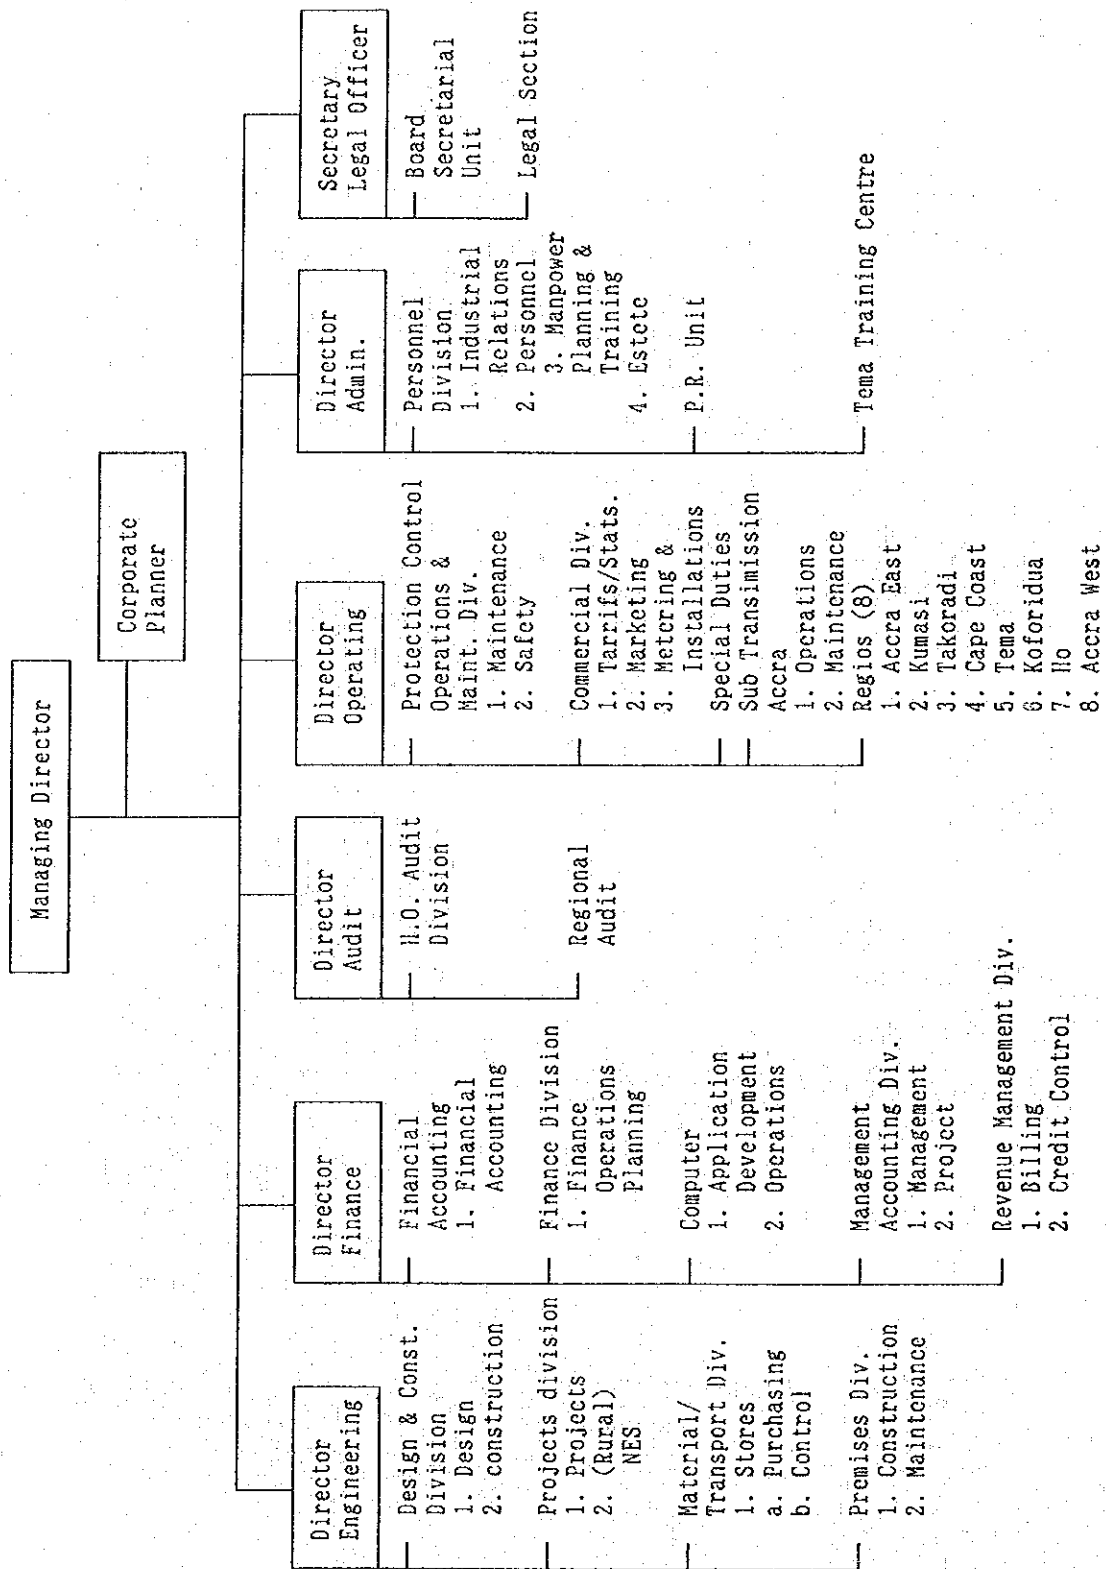 Managing Director
Corporate
Planner
Director
Engineering
Design & Const.
Division
1. Design
2. construction
Projects division
1. Projects
2. (Rural)
NES
Material/
Transport Div.
1. Stores
a. Purchasing
b. Control
Premises Div.
1. Construction
2. Maintenance
Director
Finance
Financial
Accounting
1. Financial
Accounting
Finance Division
1. Finance
Operations
Planning
Computer
1. Application
Development
2. Operations
Management
Accounting Div.
1. Management
2. Project
Revenue Management Div.
1. Billing
2. Credit Control
Director
Audit
H.O. Audit
Division
Regional
Audit
Director
Operating
Protection Control
Operations &
Maint. Div.
1. Maintenance
2. Safety
Commercial Div.
1. Tarrifs/Stats.
2. Marketing
3. Metering &
Installations
Special Duties
Sub Transimission
Accra
1. Operations
2. Maintenance
Regios (8)
1. Accra East
2. Kumasi
3. Takoradi
4. Cape Coast
5. Tema
6. Koforidua
7. Ho
8. Accra West
Director
Admin.
Personnel
Division
1. Industrial
Relations
2. Personnel
3. Manpower
Planning &
Training
4. Estete
P.R. Unit
Tema Training Centre
Secretary
Legal Officer
Board
Secretarial
Unit
Legal Section